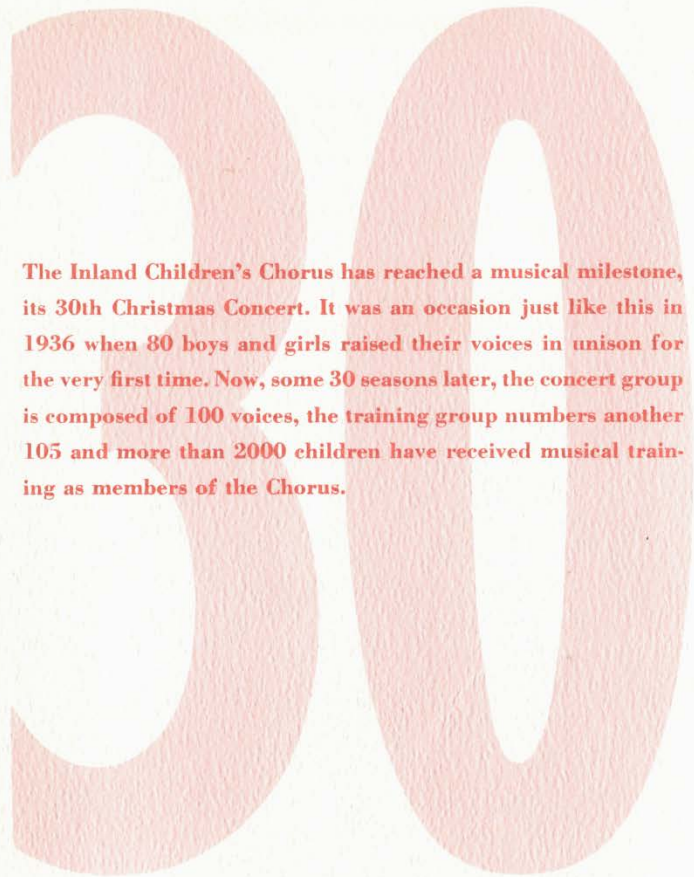 30
The Inland Children's Chorus has reached a musical milestone,
its 30th Christmas Concert. It was an occasion just like this in
1936 when 80 boys and girls raised their voices in unison for
the very first time. Now, some 30 seasons later, the concert group
is composed of 100 voices, the training group numbers another
105 and more than 2000 children have received musical train-
ing as members of the Chorus.